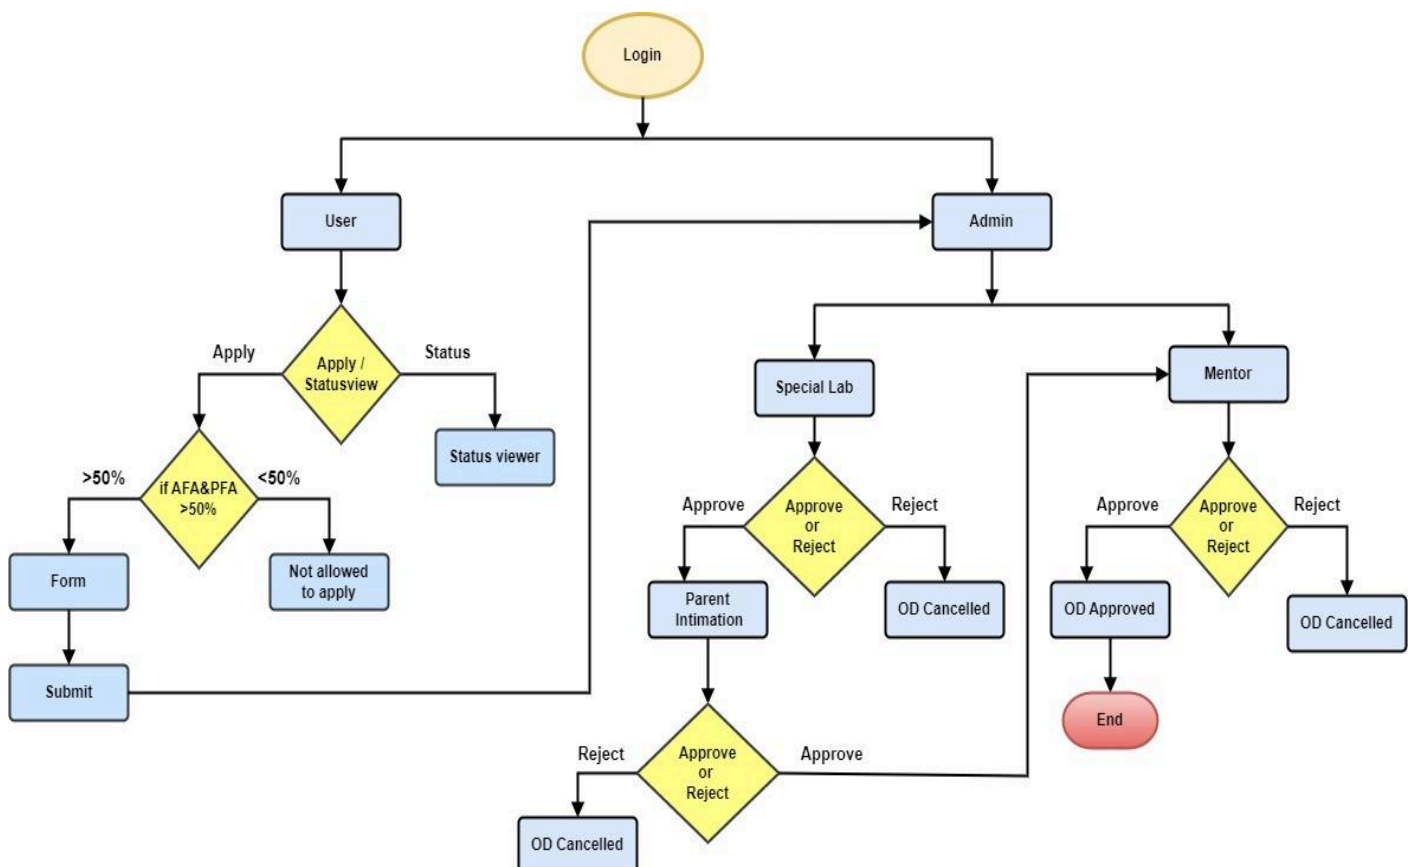 Login
User
Admin
Apply /
Statusview
Apply
Status
Special Lab
Mentor
Status viewer
if AFA&PFA
>50%
>50%
<50%
Approve
or
Reject
Approve
Reject
Approve
or
Reject
Approve
Reject
Form
Not allowed
to apply
Parent
Intimation
OD Cancelled
OD Approved
OD Cancelled
Submit
End
Approve
or
Reject
Reject
Approve
OD Cancelled